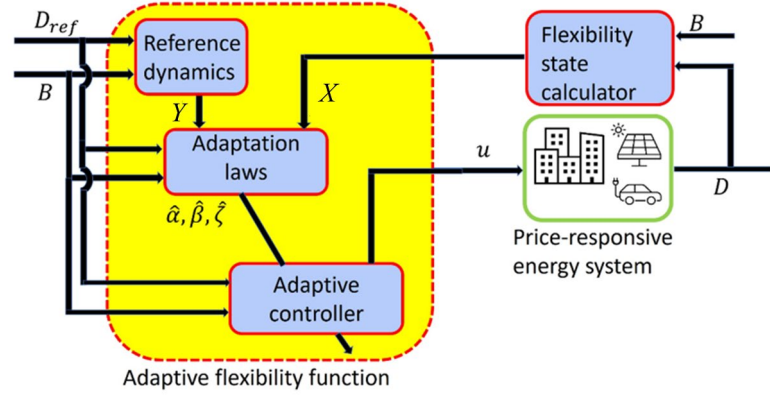 D_ref
B
Reference
dynamics
Y
X
Adaptation
laws
α̂, β̂, ζ̂
Adaptive
controller
Adaptive flexibility function
u
Flexibility
state
calculator
B
Price-responsive
energy system
D